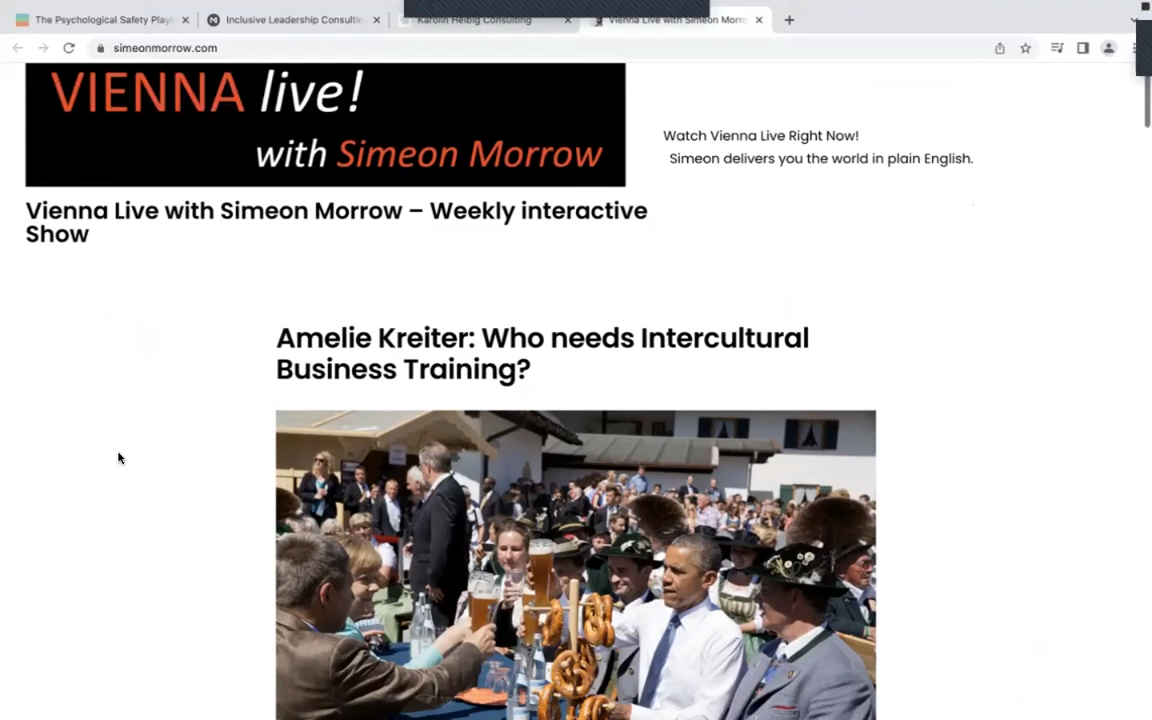 The Psychological Safety Play
Inclusive Leadership Consultin
Karolin Helbig Consulting
Vienna Live with Simeon Morro
simeonmorrow.com
VIENNA live!
with Simeon Morrow
Watch Vienna Live Right Now!
Simeon delivers you the world in plain English.
Vienna Live with Simeon Morrow – Weekly interactive
Show
Amelie Kreiter: Who needs Intercultural
Business Training?